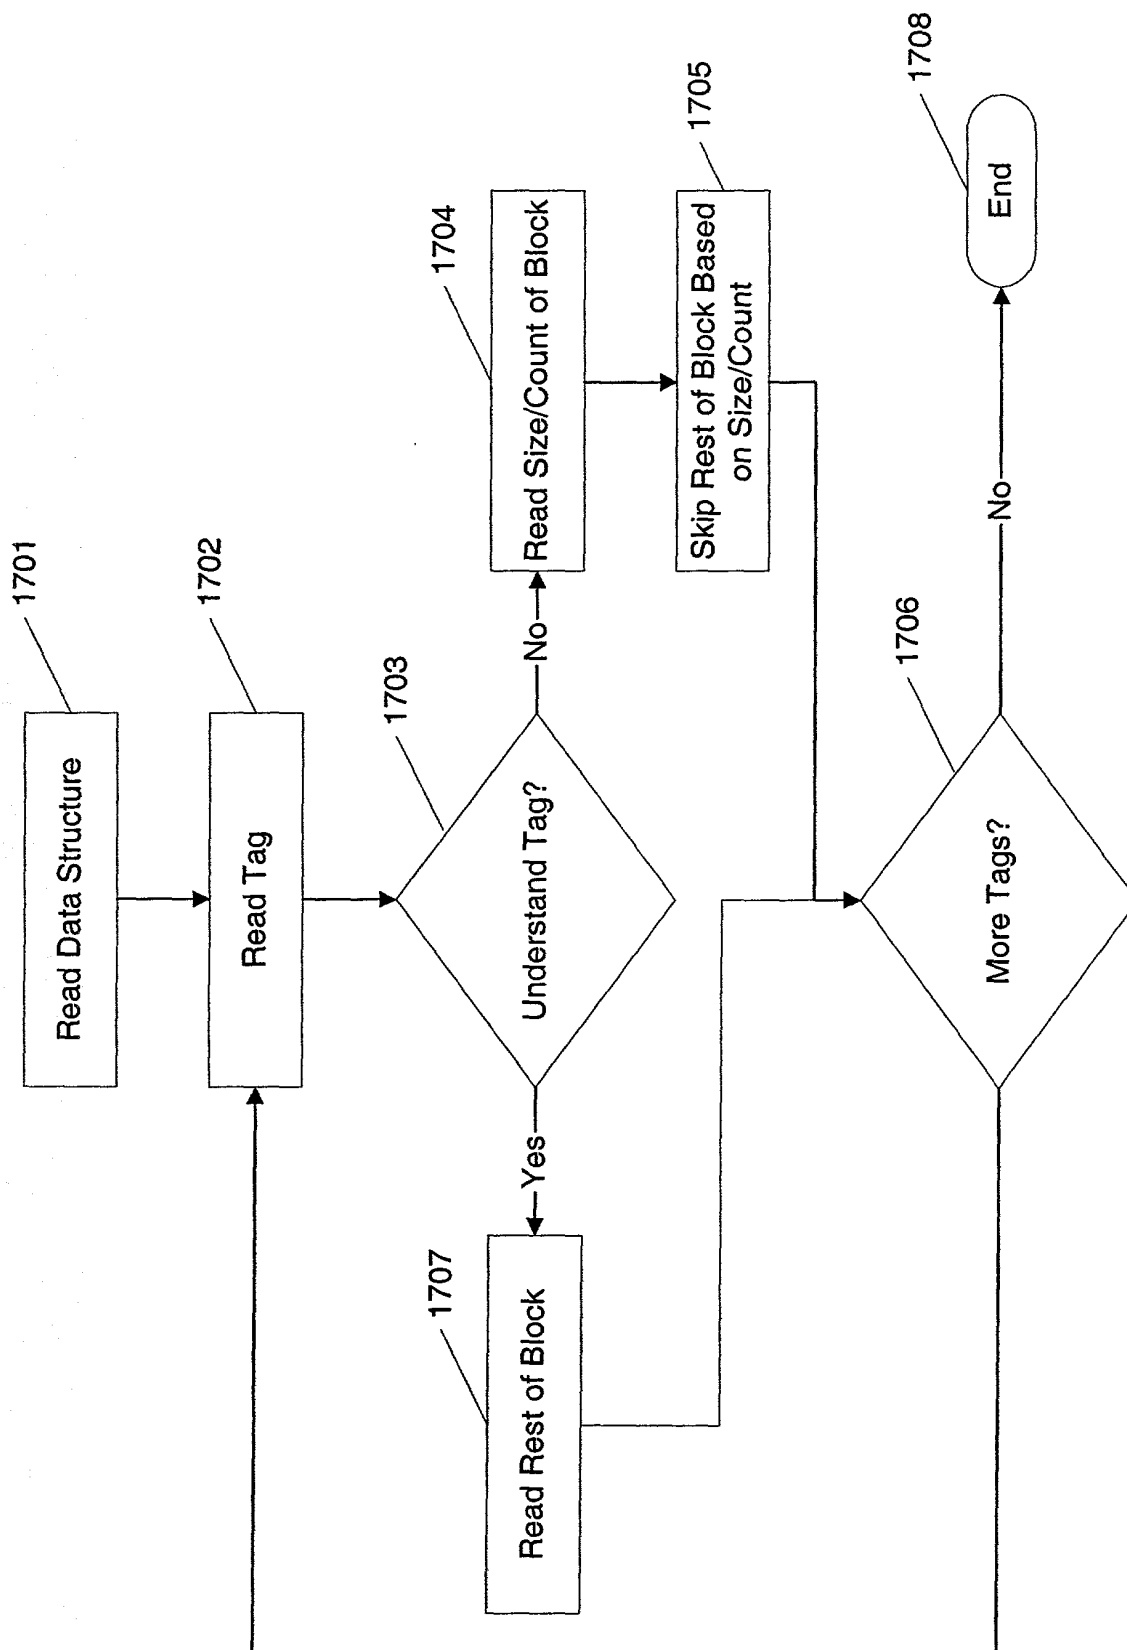 1701
Read Data Structure
1702
Read Tag
1703
Understand Tag?
No
Yes
1704
Read Size/Count of Block
1705
Skip Rest of Block Based
on Size/Count
1707
Read Rest of Block
1706
More Tags?
No
1708
End